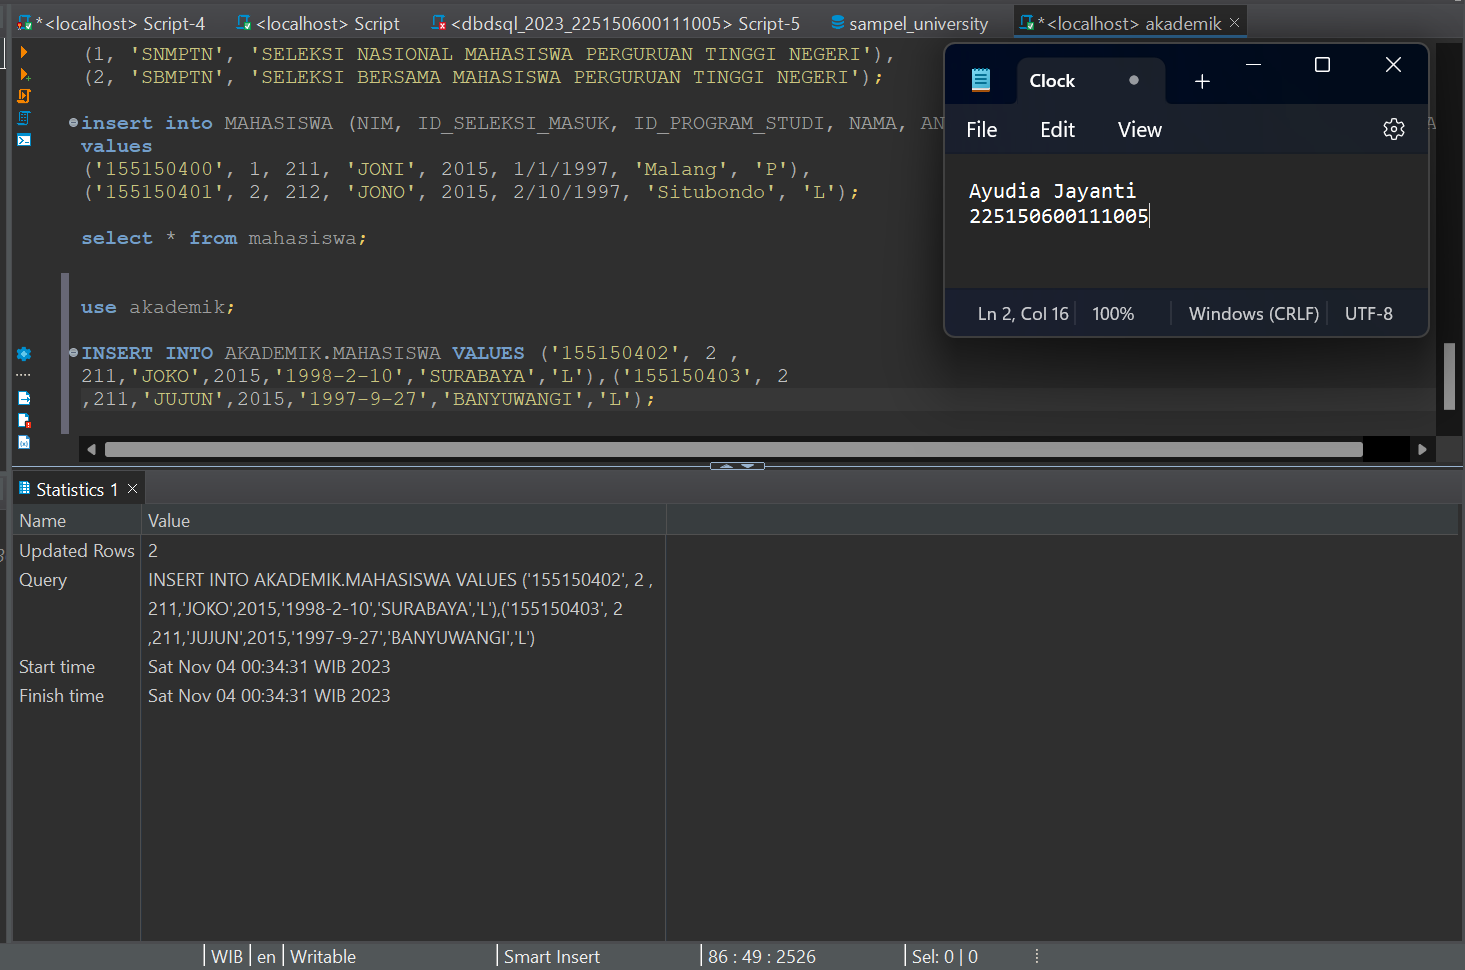 *<localhost> Script-4
<localhost> Script
<dbdsql_2023_225150600111005> Script-5
sampel_university
*<localhost> akademik
(1, 'SNMPTN', 'SELEKSI NASIONAL MAHASISWA PERGURUAN TINGGI NEGERI'),
(2, 'SBMPTN', 'SELEKSI BERSAMA MAHASISWA PERGURUAN TINGGI NEGERI');
insert into MAHASISWA (NIM, ID_SELEKSI_MASUK, ID_PROGRAM_STUDI, NAMA, AN
values
('155150400', 1, 211, 'JONI', 2015, 1/1/1997, 'Malang', 'P'),
('155150401', 2, 212, 'JONO', 2015, 2/10/1997, 'Situbondo', 'L');
select * from mahasiswa;
use akademik;
INSERT INTO AKADEMIK.MAHASISWA VALUES ('155150402', 2 ,
211,'JOKO',2015,'1998-2-10','SURABAYA','L'),('155150403', 2
,211,'JUJUN',2015,'1997-9-27','BANYUWANGI','L');
Clock
File Edit View
Ayudia Jayanti
225150600111005
Ln 2, Col 16 100% Windows (CRLF) UTF-8
Statistics 1
Name Value
Updated Rows 2
Query INSERT INTO AKADEMIK.MAHASISWA VALUES ('155150402', 2 ,
211,'JOKO',2015,'1998-2-10','SURABAYA','L'),('155150403', 2
,211,'JUJUN',2015,'1997-9-27','BANYUWANGI','L')
Start time Sat Nov 04 00:34:31 WIB 2023
Finish time Sat Nov 04 00:34:31 WIB 2023
WIB en Writable Smart Insert 86 : 49 : 2526 Sel: 0 | 0